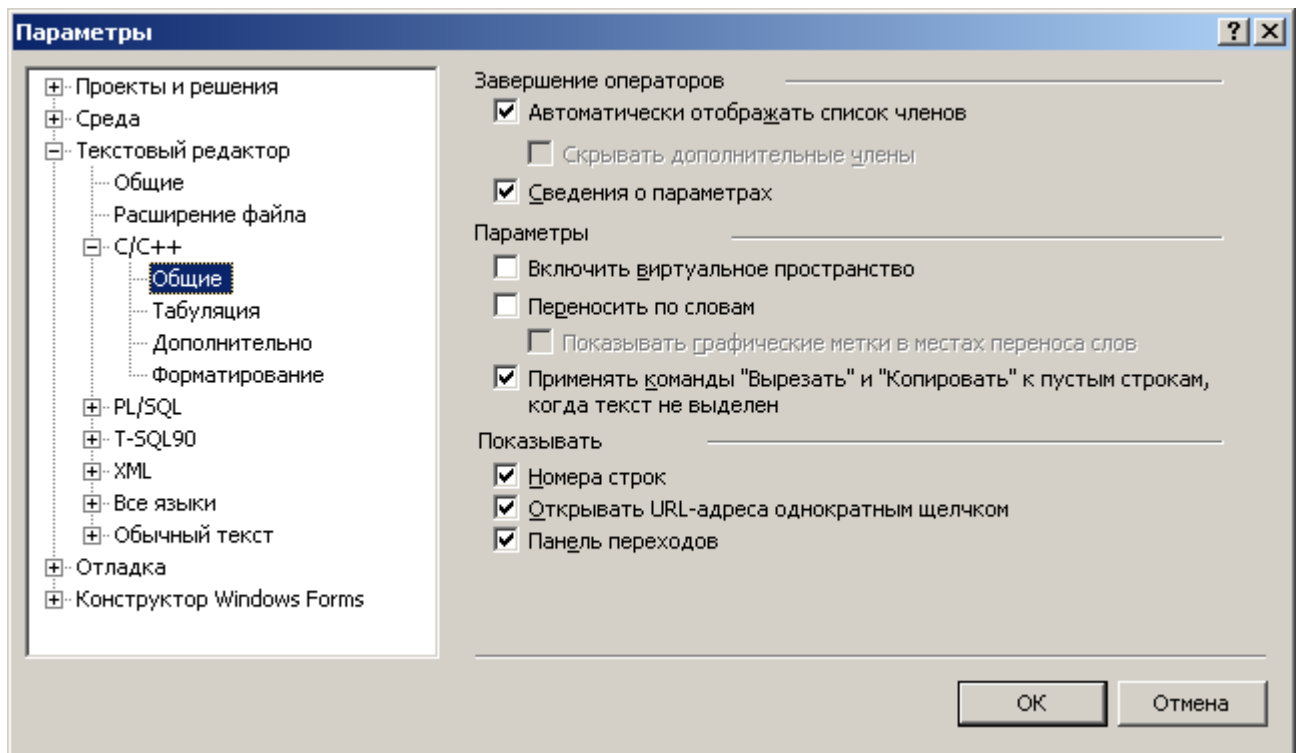 Параметры
Проекты и решения
Среда
Текстовый редактор
Общие
Расширение файла
C/C++
Общие
Табуляция
Дополнительно
Форматирование
PL/SQL
T-SQL90
XML
Все языки
Обычный текст
Отладка
Конструктор Windows Forms
Завершение операторов
Автоматически отображать список членов
Скрывать дополнительные члены
Сведения о параметрах
Параметры
Включить виртуальное пространство
Переносить по словам
Показывать графические метки в местах переноса слов
Применять команды "Вырезать" и "Копировать" к пустым строкам,
когда текст не выделен
Показывать
Номера строк
Открывать URL-адреса однократным щелчком
Панель переходов
ОК
Отмена